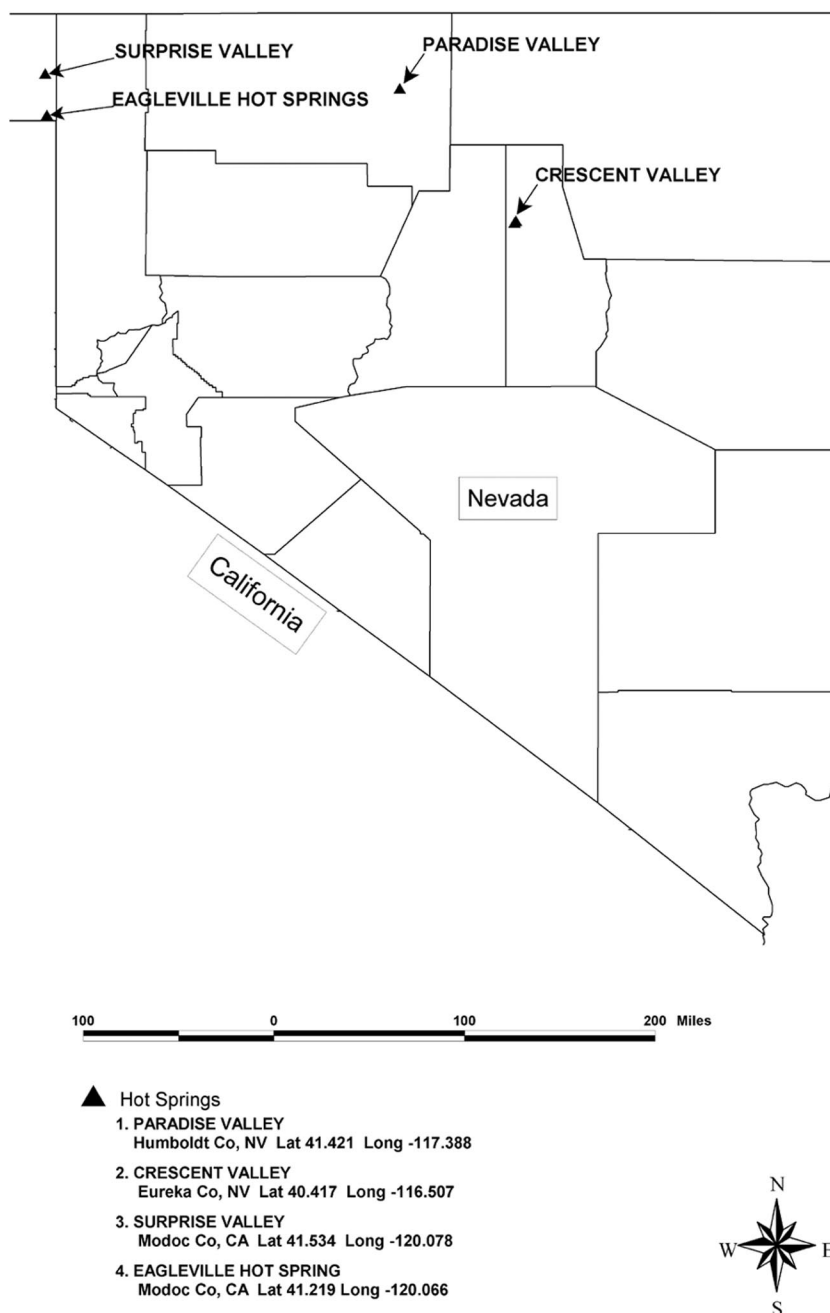 SURPRISE VALLEY
PARADISE VALLEY
EAGLEVILLE HOT SPRINGS
CRESCENT VALLEY
Nevada
California
100 0 100 200 Miles
Hot Springs
1. PARADISE VALLEY
Humboldt Co, NV Lat 41.421 Long -117.388
2. CRESCENT VALLEY
Eureka Co, NV Lat 40.417 Long -116.507
3. SURPRISE VALLEY
Modoc Co, CA Lat 41.534 Long -120.078
4. EAGLEVILLE HOT SPRING
Modoc Co, CA Lat 41.219 Long -120.066
N
W E
S